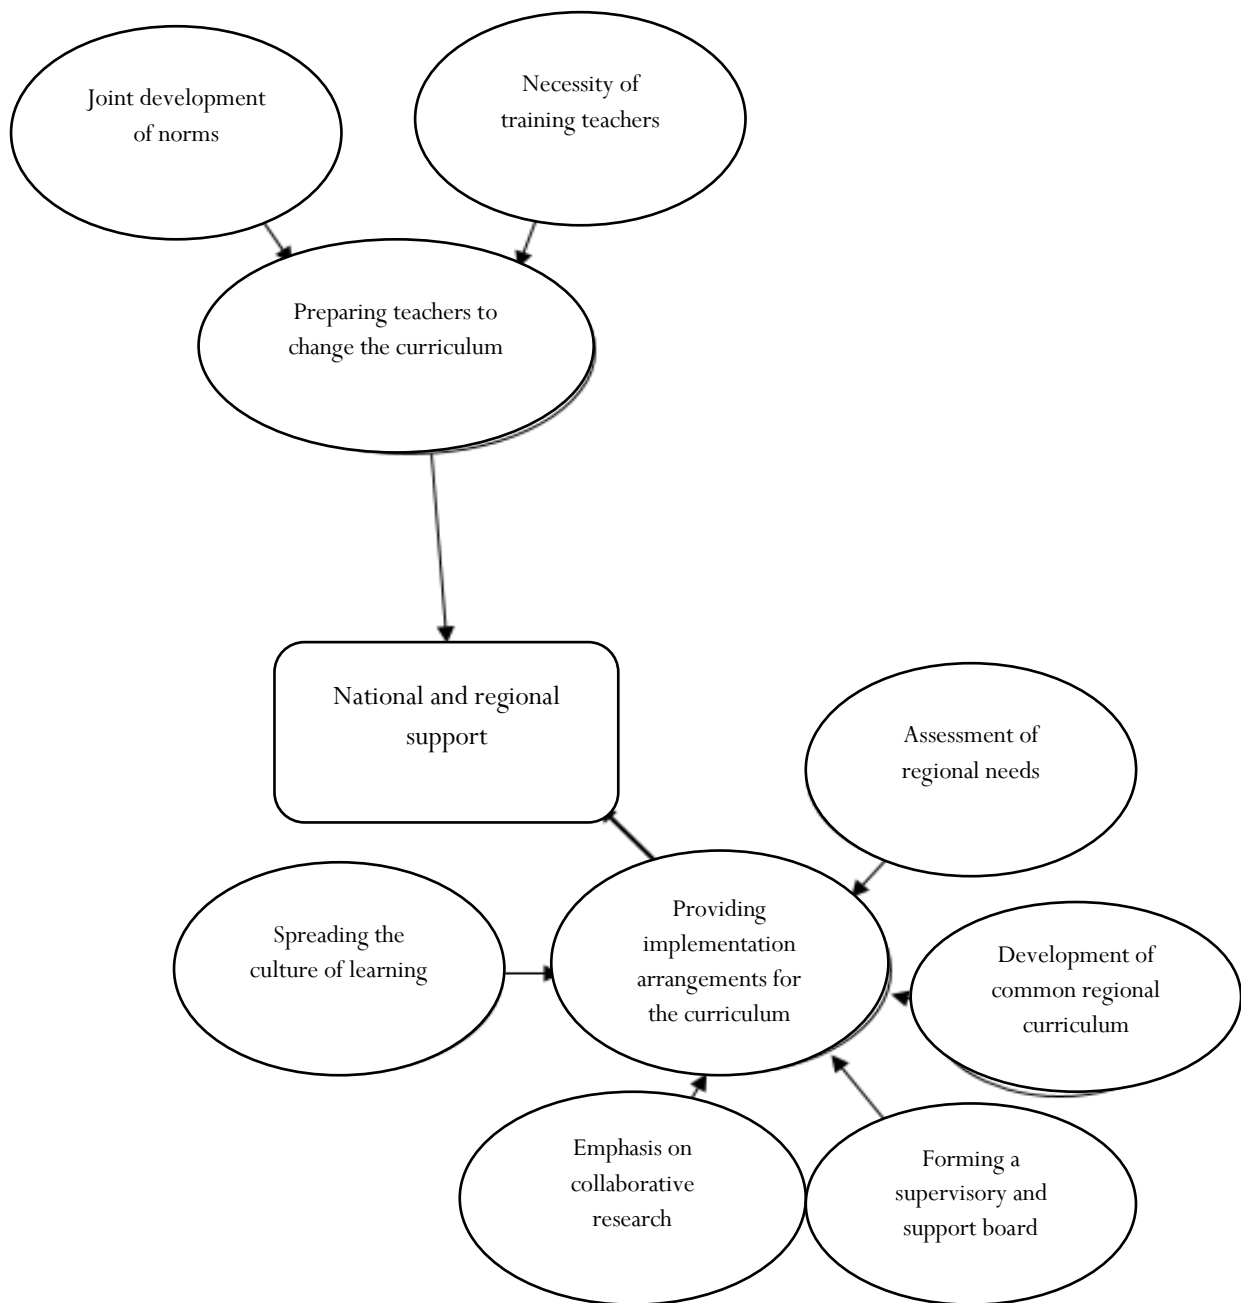 Joint development
of norms
Necessity of
training teachers
Preparing teachers to
change the curriculum
National and regional
support
Assessment of
regional needs
Spreading the
culture of learning
Providing
implementation
arrangements for
the curriculum
Development of
common regional
curriculum
Emphasis on
collaborative
research
Forming a
supervisory and
support board